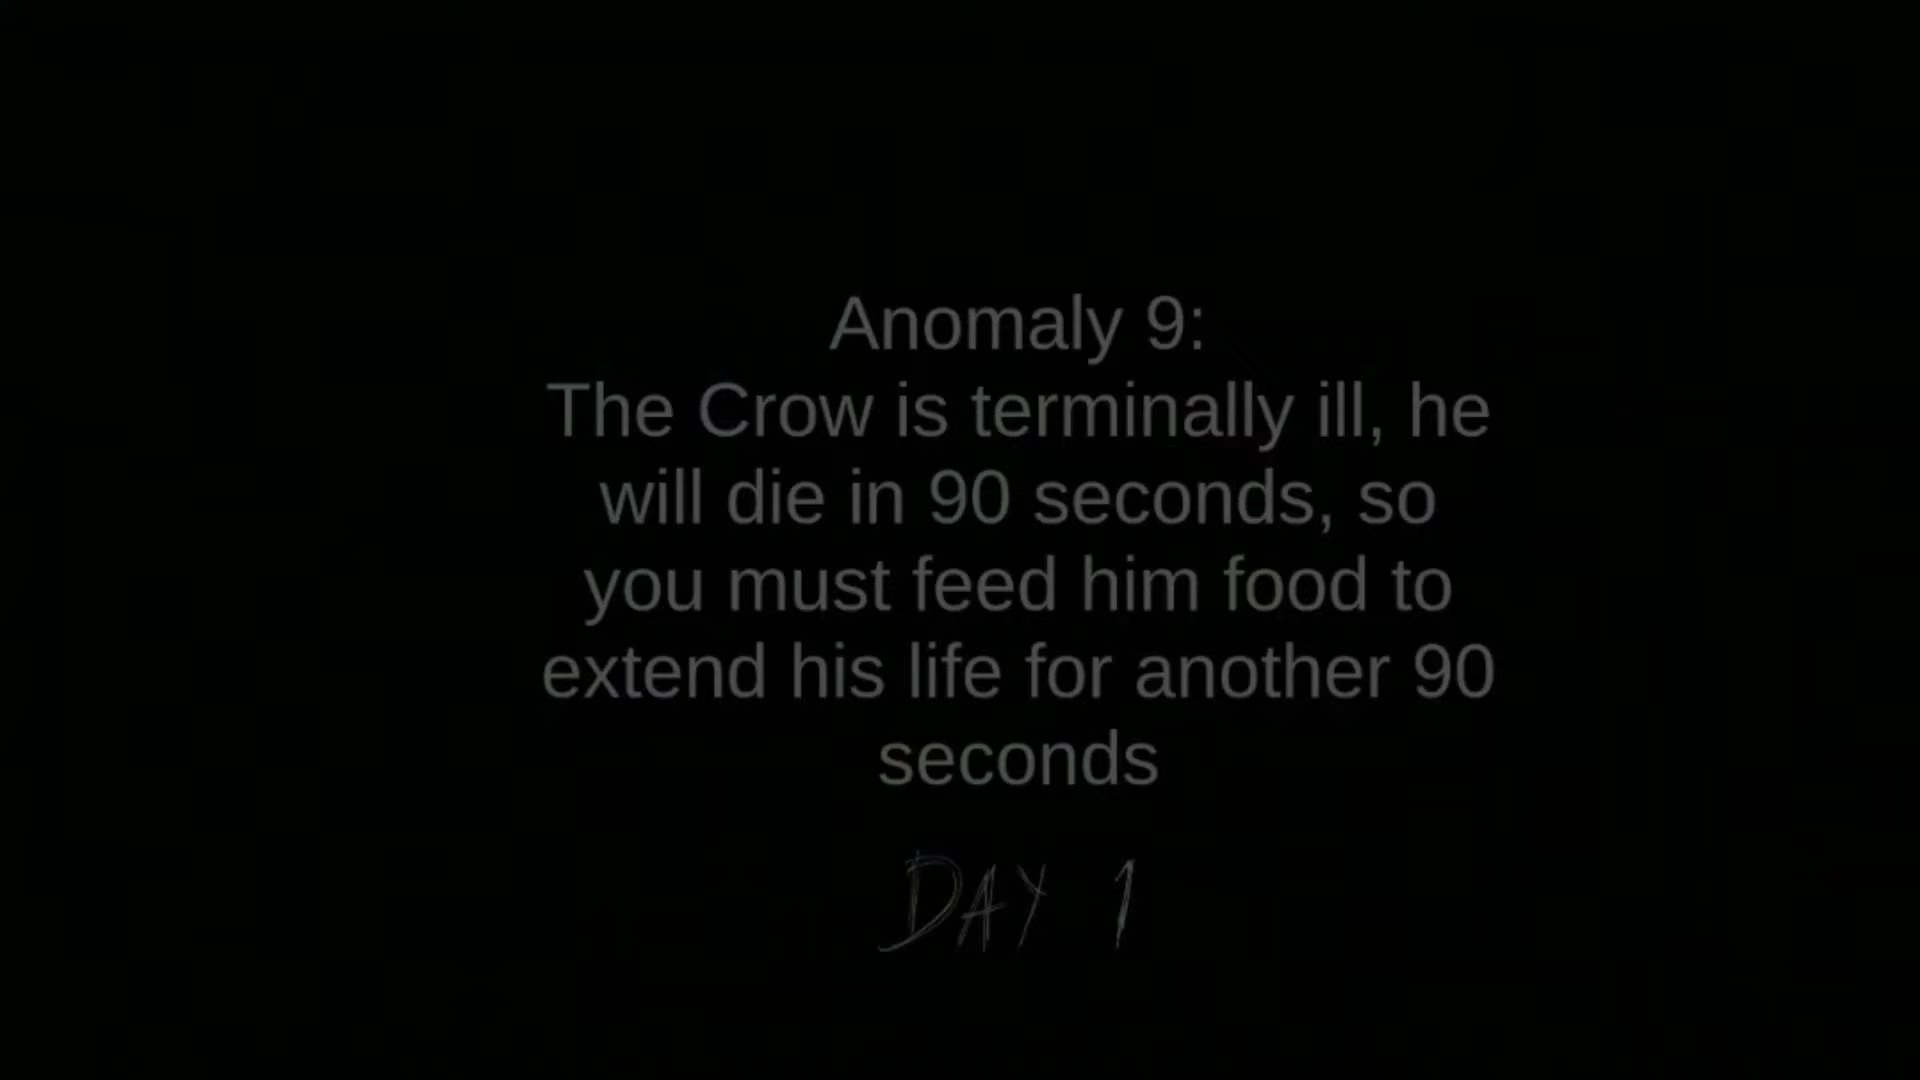 Anomaly 9:
The Crow is terminally ill, he
will die in 90 seconds, so
you must feed him food to
extend his life for another 90
seconds
DAY 1